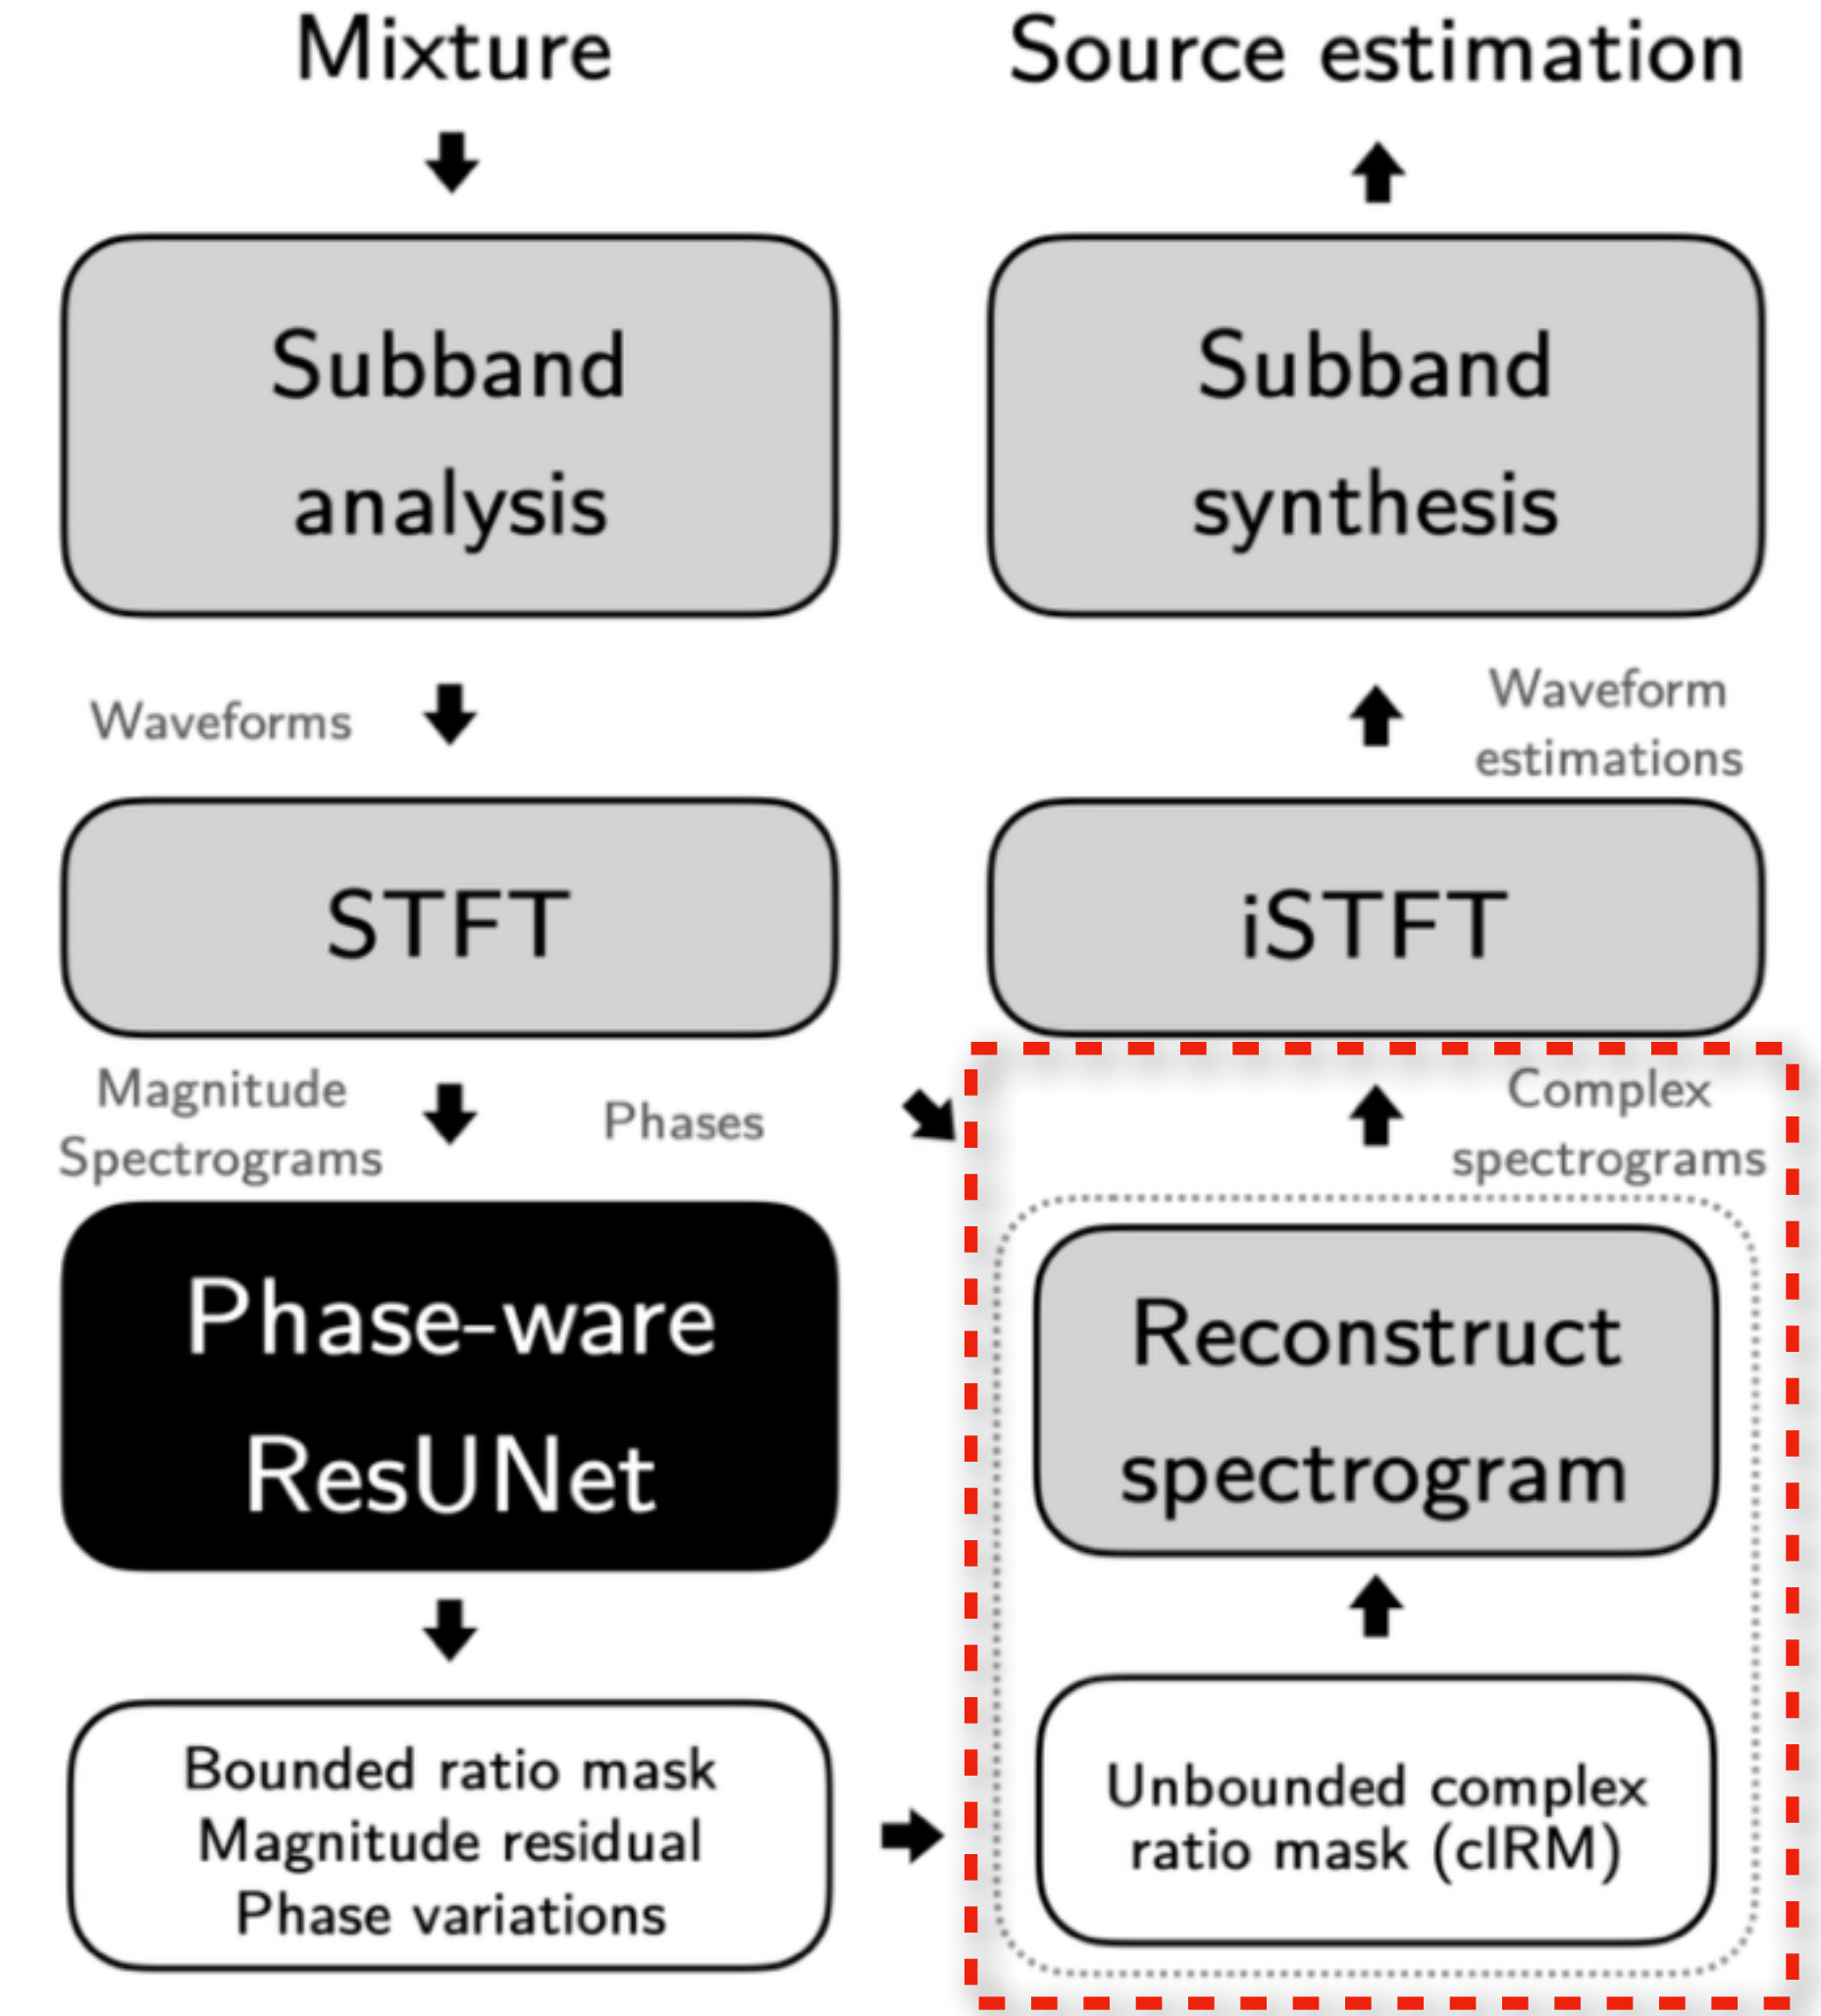 Mixture
Subband
analysis
Waveforms
STFT
Magnitude
Spectrograms
Phases
Phase-ware
ResUNet
Bounded ratio mask
Magnitude residual
Phase variations
Source estimation
Subband
synthesis
Waveform
estimations
iSTFT
Complex
spectrograms
Reconstruct
spectrogram
Unbounded complex
ratio mask (cIRM)